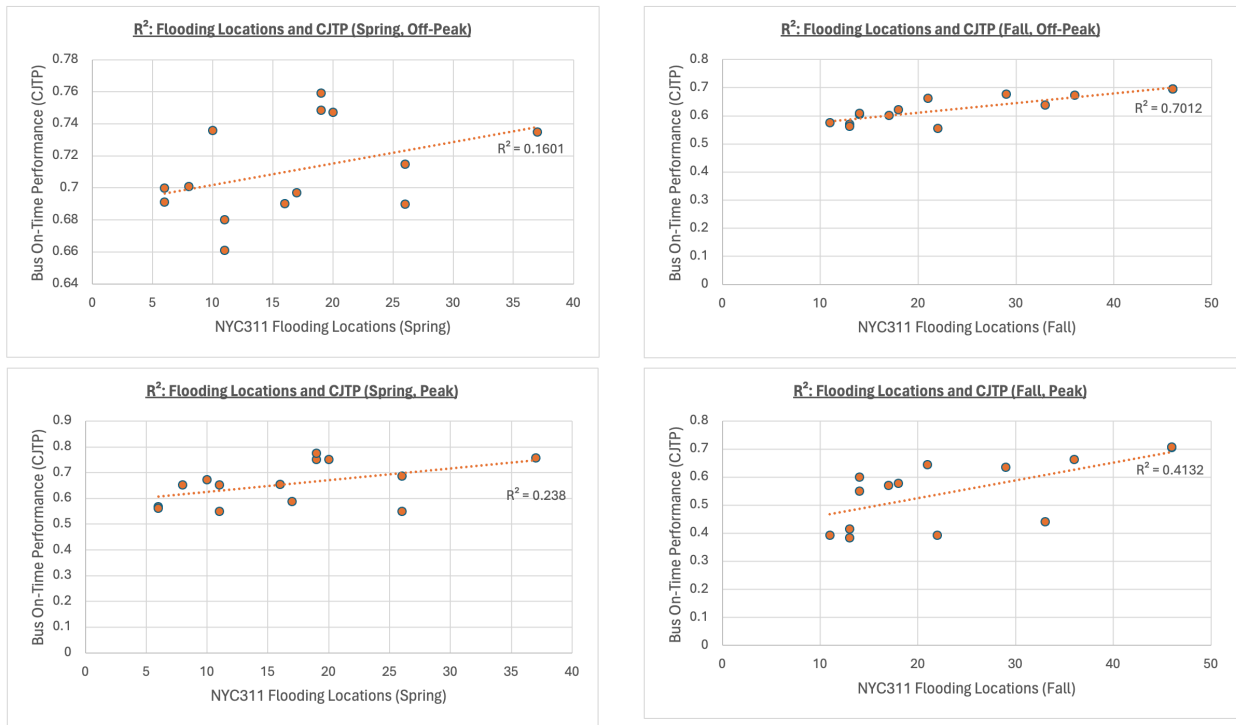 R²: Flooding Locations and CJTP (Spring, Off-Peak)
0.78
0.76
0.74
0.72
0.7
0.68
0.66
0.64
0 5 10 15 20 25 30 35 40
Bus On-Time Performance (CJTP)
NYC311 Flooding Locations (Spring)
R² = 0.1601
R²: Flooding Locations and CJTP (Fall, Off-Peak)
0.8
0.7
0.6
0.5
0.4
0.3
0.2
0.1
0
0 10 20 30 40 50
Bus On-Time Performance (CJTP)
NYC311 Flooding Locations (Fall)
R² = 0.7012
R²: Flooding Locations and CJTP (Spring, Peak)
0.9
0.8
0.7
0.6
0.5
0.4
0.3
0.2
0.1
0
0 5 10 15 20 25 30 35 40
Bus On-Time Performance (CJTP)
NYC311 Flooding Locations (Spring)
R² = 0.238
R²: Flooding Locations and CJTP (Fall, Peak)
0.8
0.7
0.6
0.5
0.4
0.3
0.2
0.1
0
0 10 20 30 40 50
Bus On-Time Performance (CJTP)
NYC311 Flooding Locations (Fall)
R² = 0.4132